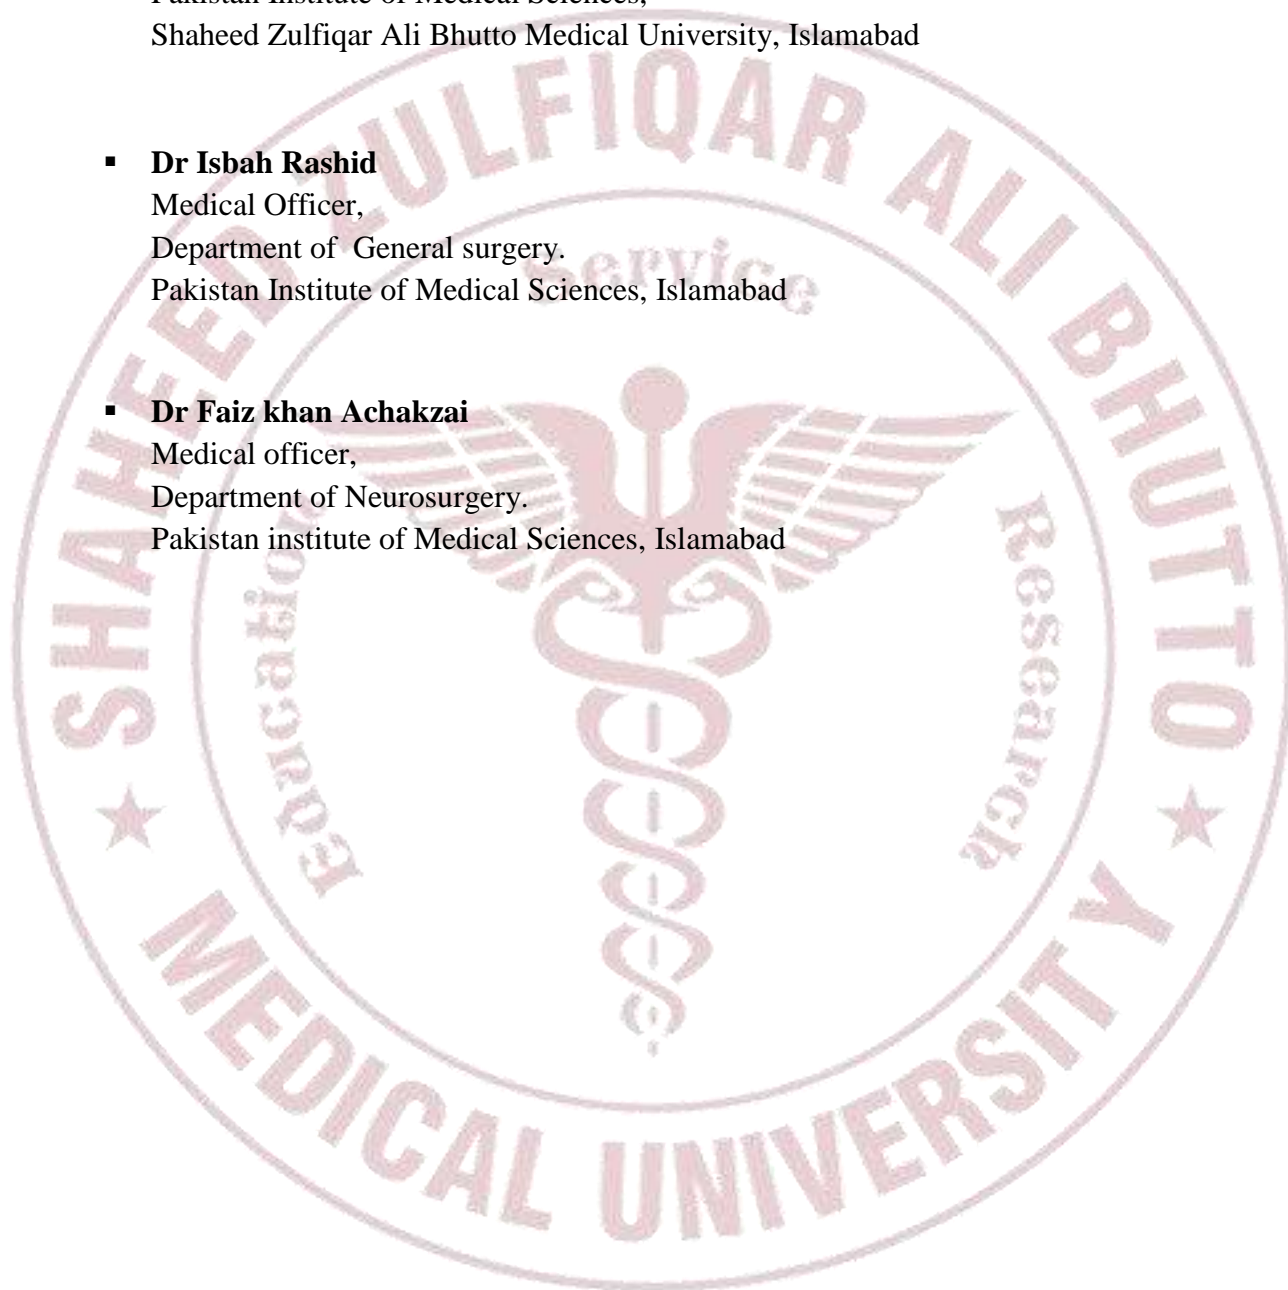 Pakistan Institute of Medical Sciences,
Shaheed Zulfiqar Ali Bhutto Medical University, Islamabad
▪ Dr Isbah Rashid
Medical Officer,
Department of General surgery.
Pakistan Institute of Medical Sciences, Islamabad
▪ Dr Faiz khan Achakzai
Medical officer,
Department of Neurosurgery.
Pakistan institute of Medical Sciences, Islamabad
SHAHEED ZULFIQAR ALI BHUTTO
Service
Education
Research
★ MEDICAL UNIVERSITY ★